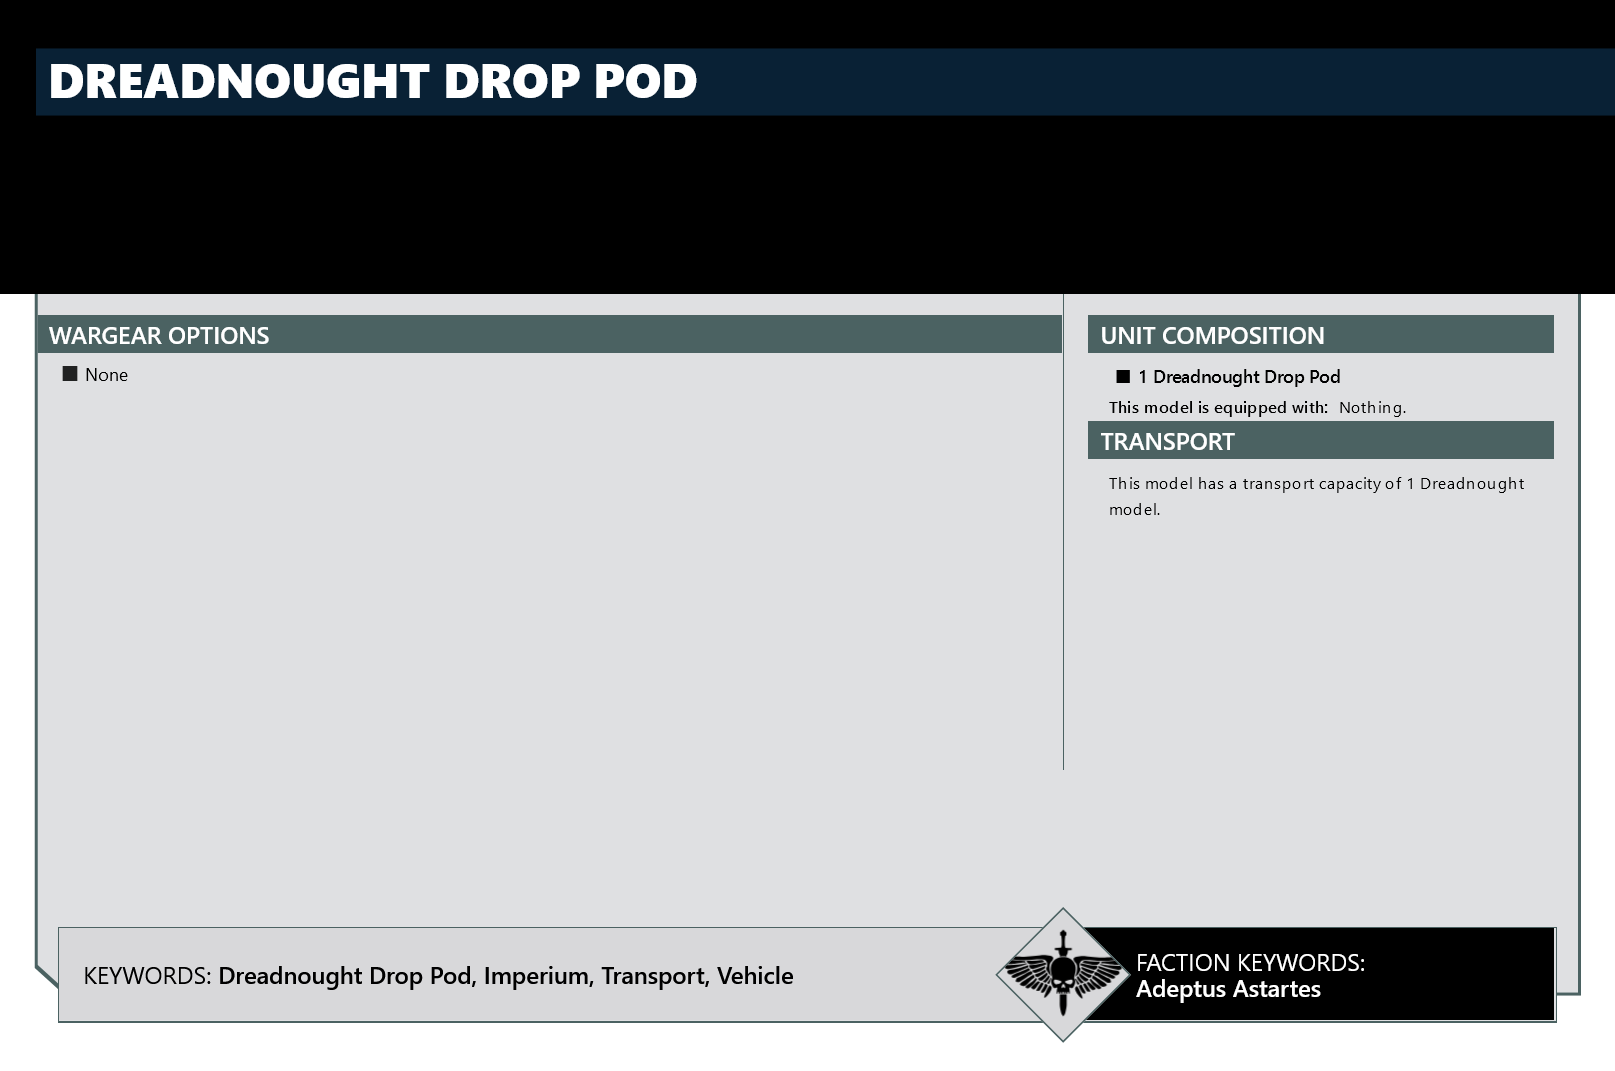 DREADNOUGHT DROP POD
WARGEAR OPTIONS
■ None
UNIT COMPOSITION
■ 1 Dreadnought Drop Pod
This model is equipped with: Nothing.
TRANSPORT
This model has a transport capacity of 1 Dreadnought
model.
KEYWORDS: Dreadnought Drop Pod, Imperium, Transport, Vehicle
FACTION KEYWORDS:
Adeptus Astartes